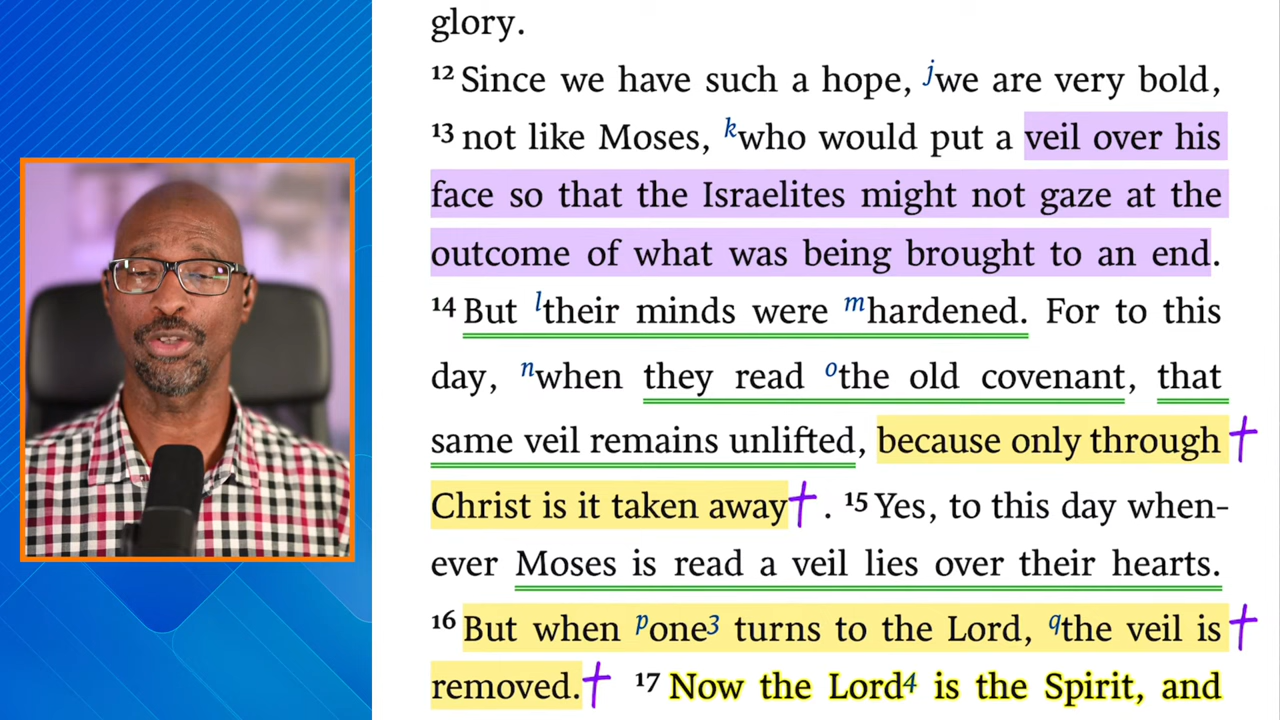 glory.
12 Since we have such a hope, j we are very bold,
13 not like Moses, k who would put a veil over his
face so that the Israelites might not gaze at the
outcome of what was being brought to an end.
14 But l their minds were m hardened. For to this
day, n when they read o the old covenant, that
same veil remains unlifted, because only through
Christ is it taken away. 15 Yes, to this day when-
ever Moses is read a veil lies over their hearts.
16 But when p one3 turns to the Lord, q the veil is
removed. 17 Now the Lord4 is the Spirit, and